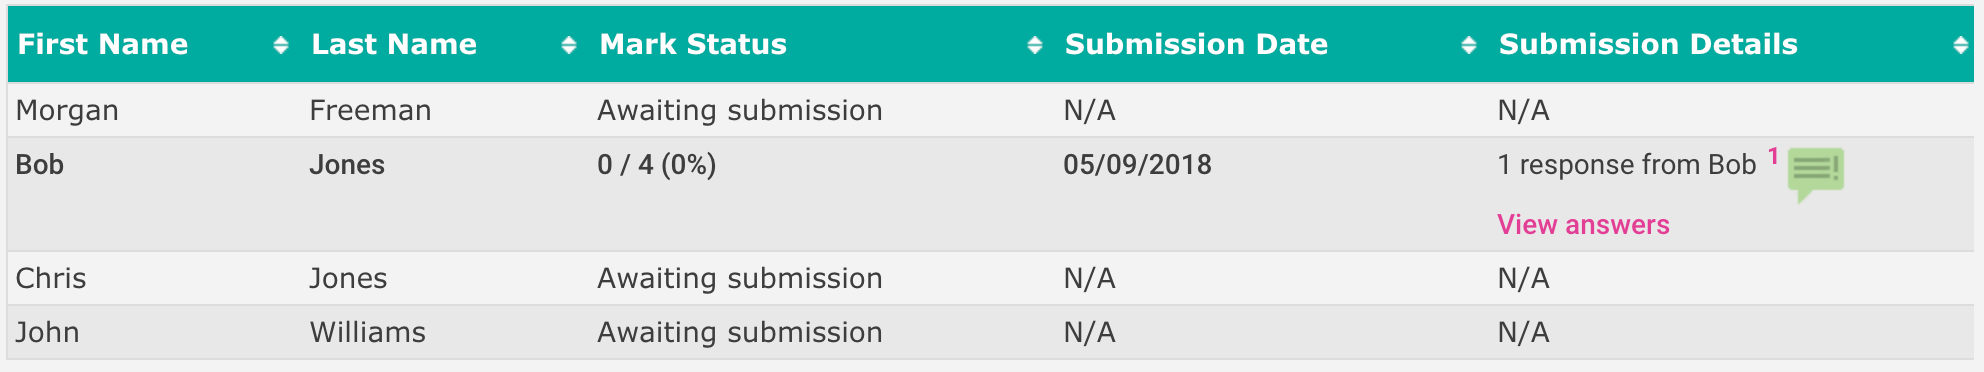 First Name Last Name Mark Status Submission Date Submission Details
Morgan Freeman Awaiting submission N/A N/A
Bob Jones 0 / 4 (0%) 05/09/2018 1 response from Bob 1
View answers
Chris Jones Awaiting submission N/A N/A
John Williams Awaiting submission N/A N/A